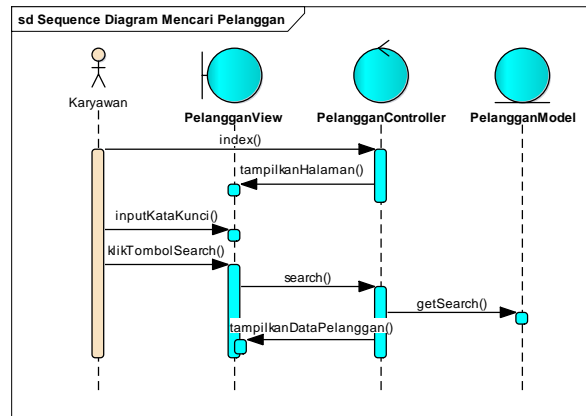 sd Sequence Diagram Mencari Pelanggan
Karyawan
PelangganView
PelangganController
PelangganModel
index()
tampilkanHalaman()
inputKataKunci()
klikTombolSearch()
search()
getSearch()
tampilkanDataPelanggan()